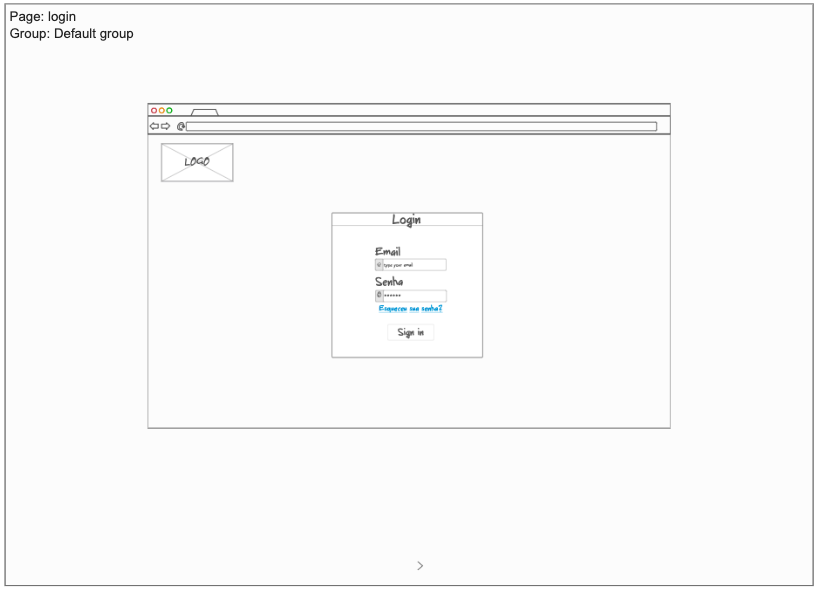 Page: login
Group: Default group
@
LOGO
Login
Email
type your email
Senha
******
Esqueceu sua senha?
Sign in